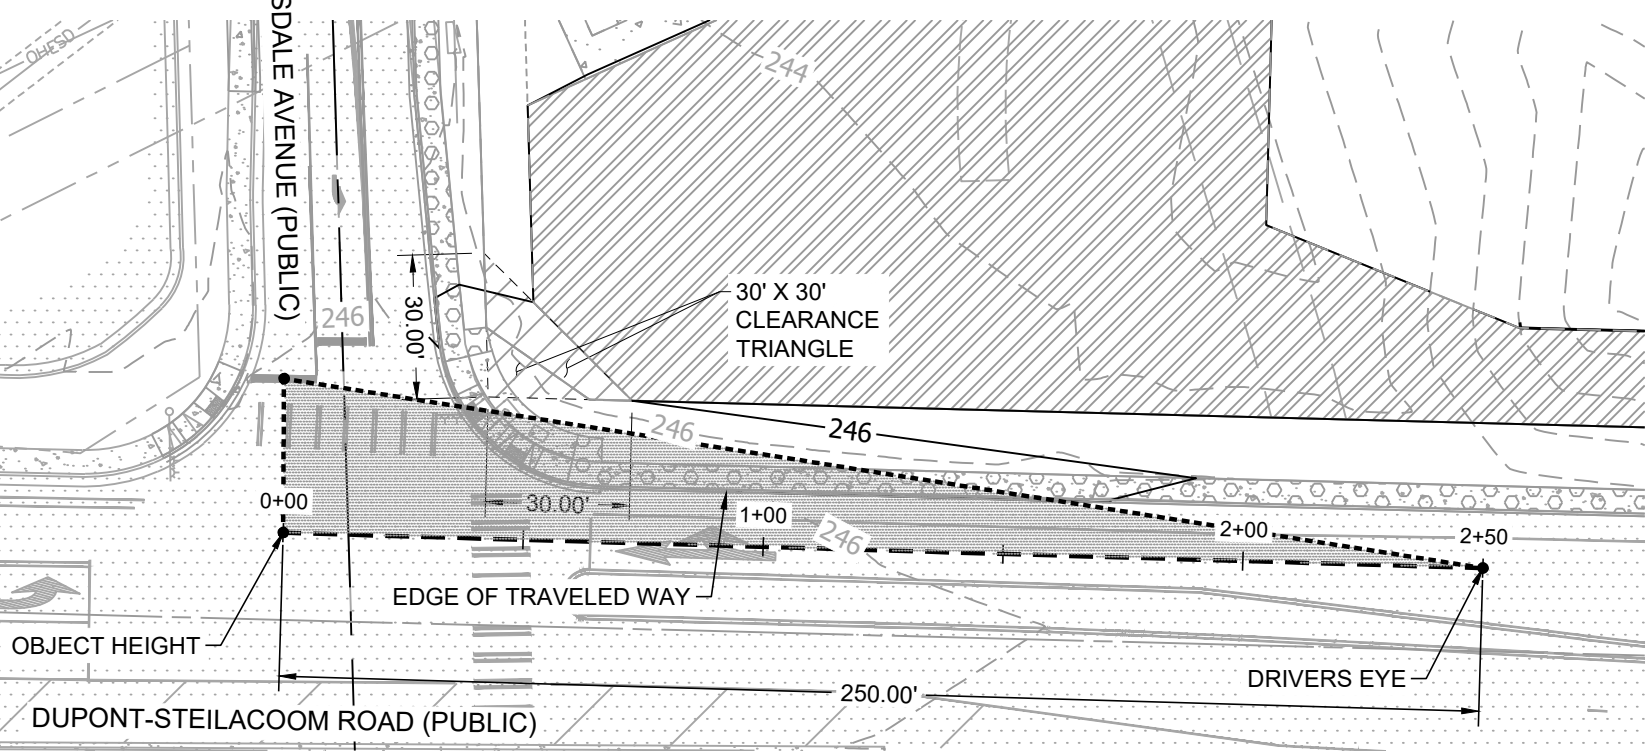 OHESD
SDALE AVENUE (PUBLIC)
244
246
30.00'
30' X 30'
CLEARANCE
TRIANGLE
246
246
0+00
30.00'
1+00
246
2+00
2+50
EDGE OF TRAVELED WAY
OBJECT HEIGHT
DRIVERS EYE
250.00'
DUPONT-STEILACOOM ROAD (PUBLIC)